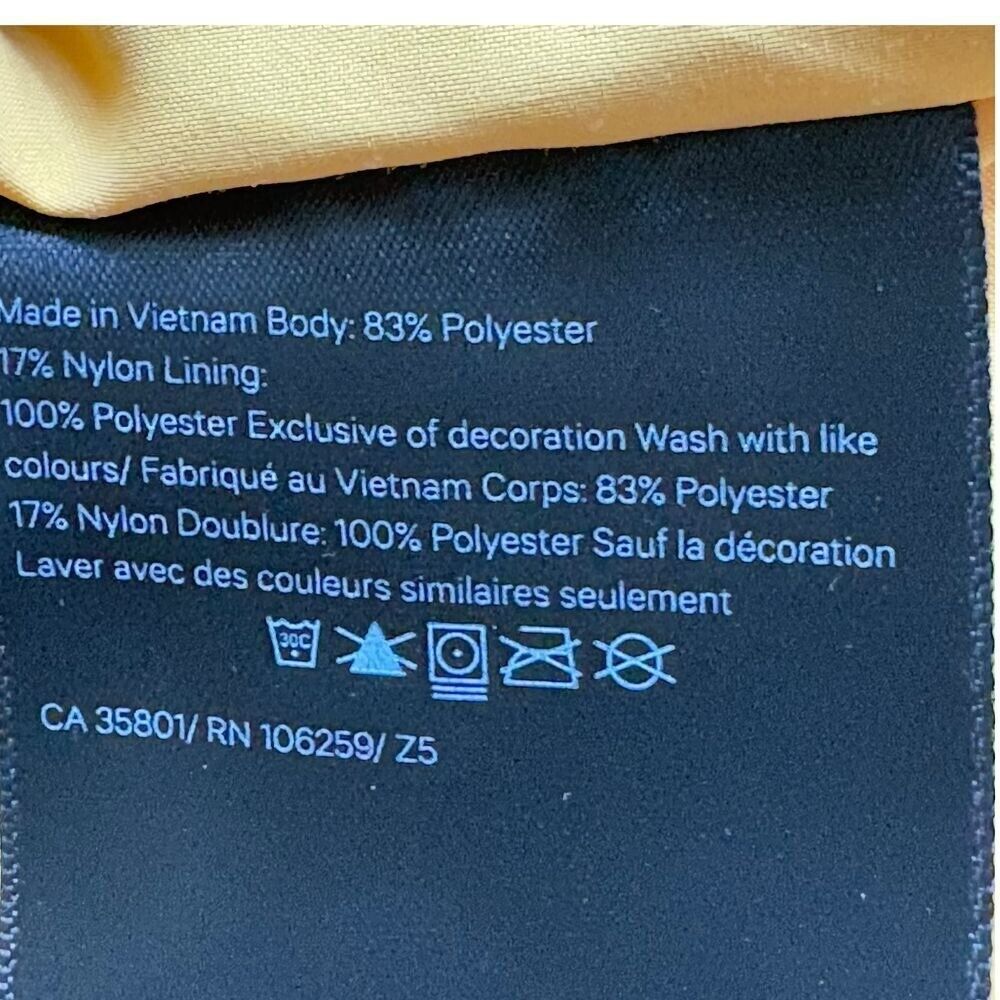 Made in Vietnam Body: 83% Polyester
17% Nylon Lining:
100% Polyester Exclusive of decoration Wash with like
colours/ Fabriqué au Vietnam Corps: 83% Polyester
17% Nylon Doublure: 100% Polyester Sauf la décoration
Laver avec des couleurs similaires seulement
30C
CA 35801/ RN 106259/ Z5